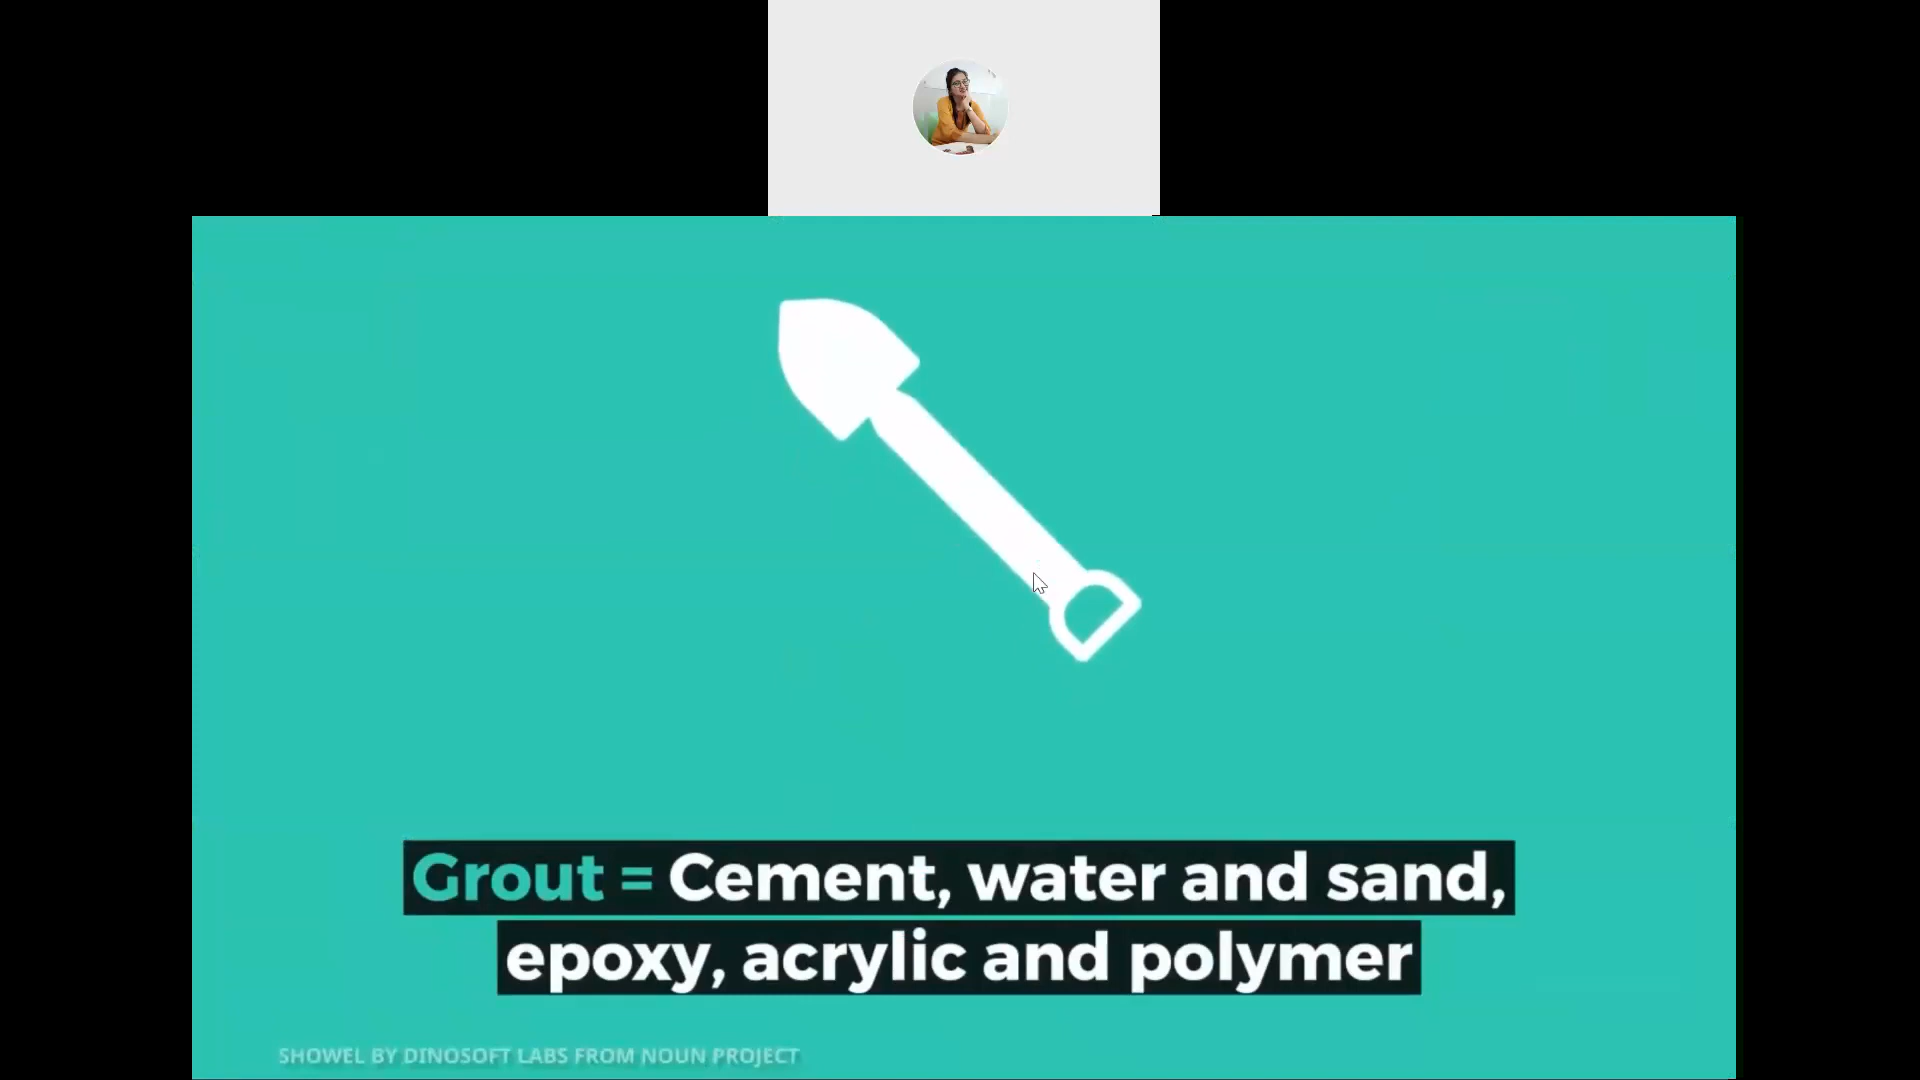 Grout = Cement, water and sand,
epoxy, acrylic and polymer
SHOWEL BY DINOSOFT LABS FROM NOUN PROJECT